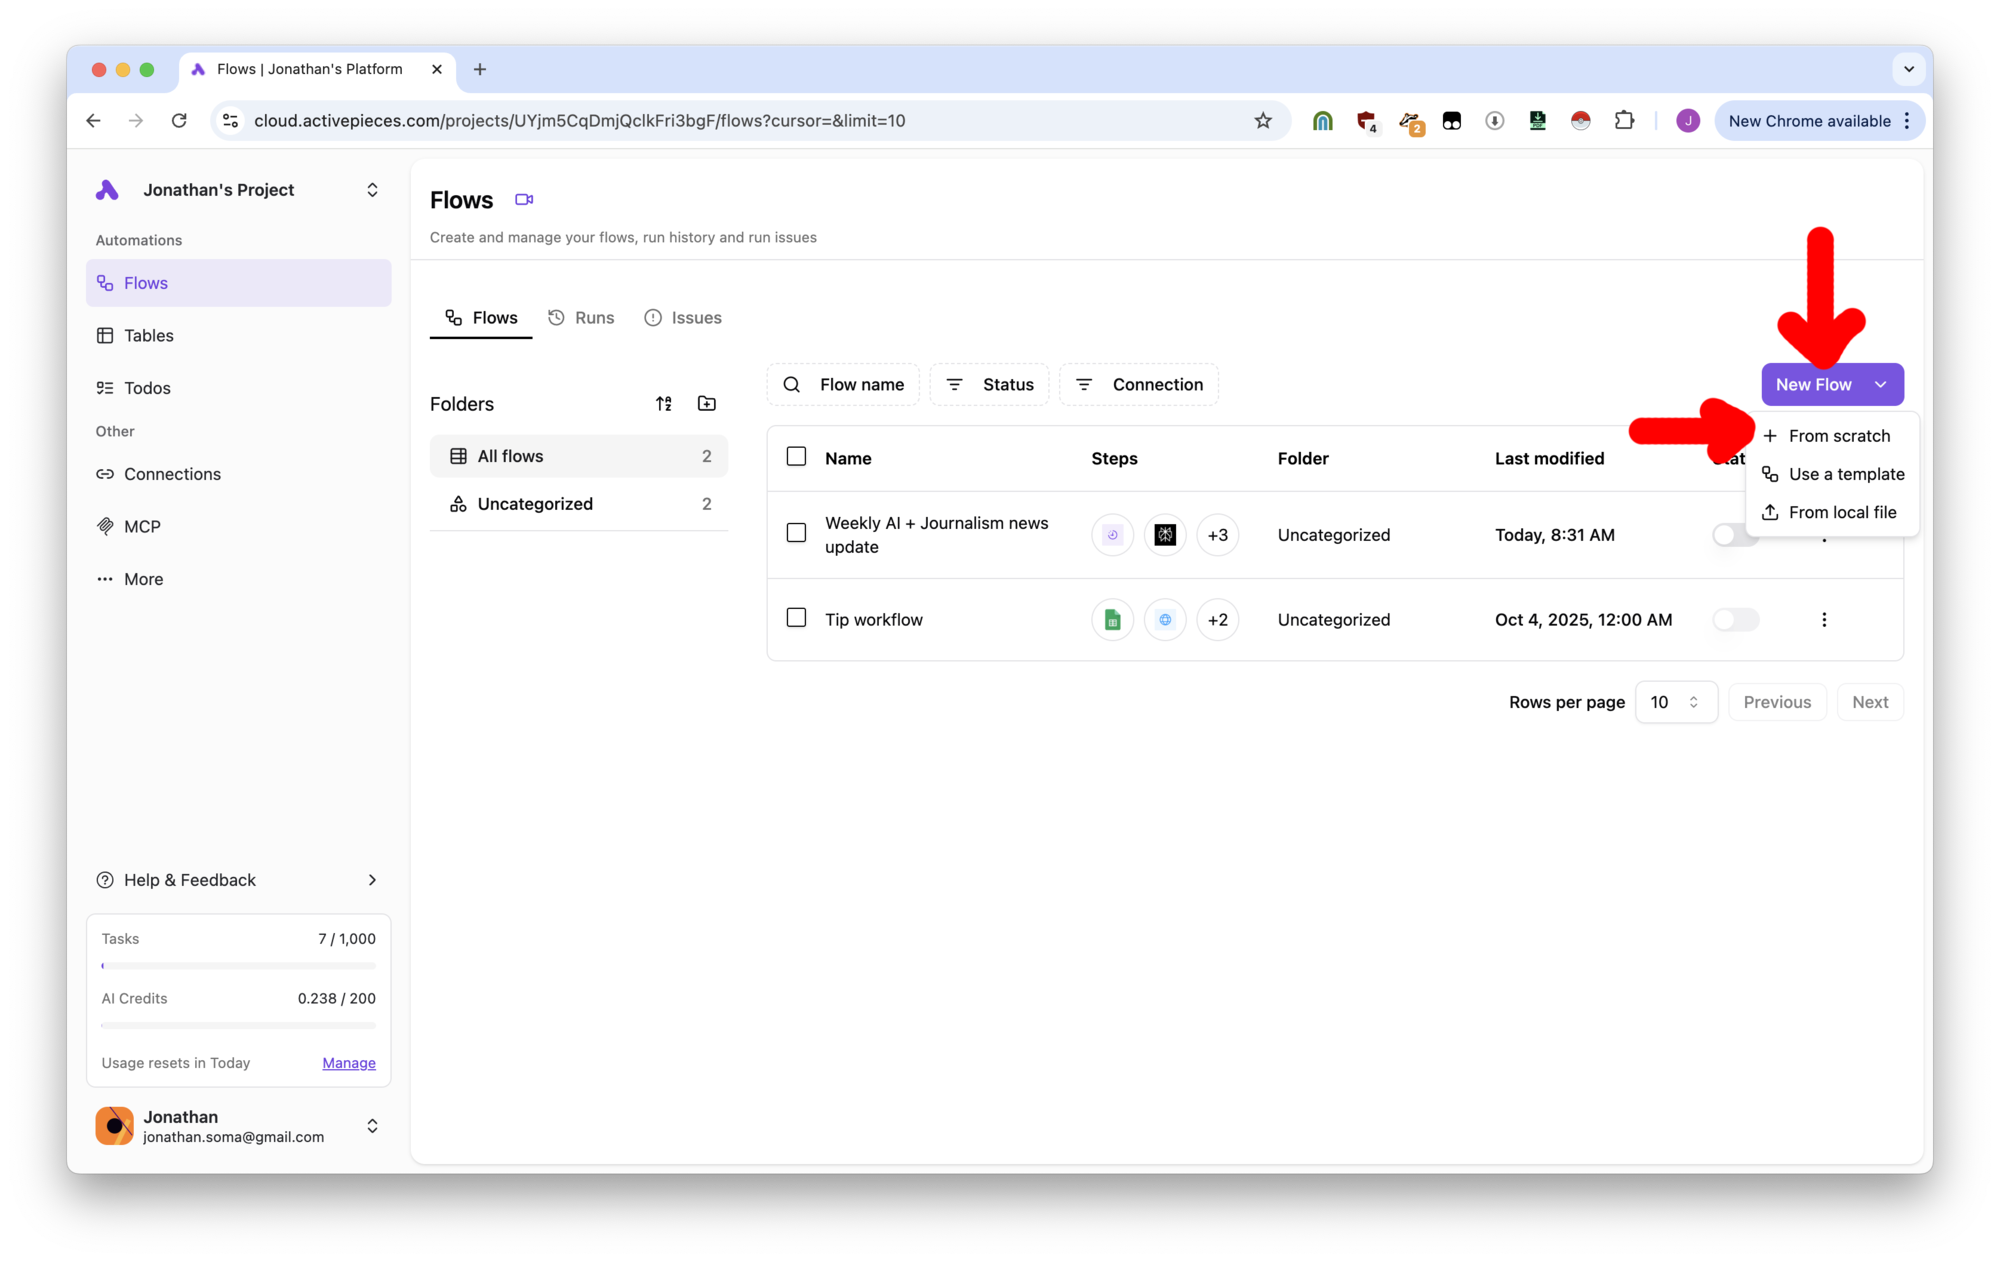 Flows | Jonathan's Platform
cloud.activepieces.com/projects/UYjm5CqDmjQclkFri3bgF/flows?cursor=&limit=10
4
2
J
New Chrome available
Jonathan's Project
Automations
Flows
Tables
Todos
Other
Connections
MCP
More
Help & Feedback
Tasks 7 / 1,000
AI Credits 0.238 / 200
Usage resets in Today Manage
Jonathan
jonathan.soma@gmail.com
Flows
Create and manage your flows, run history and run issues
Flows Runs Issues
Folders
All flows 2
Uncategorized 2
Flow name Status Connection New Flow
From scratch
Use a template
From local file
Name Steps Folder Last modified
Weekly AI + Journalism news
update
+3 Uncategorized Today, 8:31 AM
Tip workflow +2 Uncategorized Oct 4, 2025, 12:00 AM
Rows per page 10 Previous Next